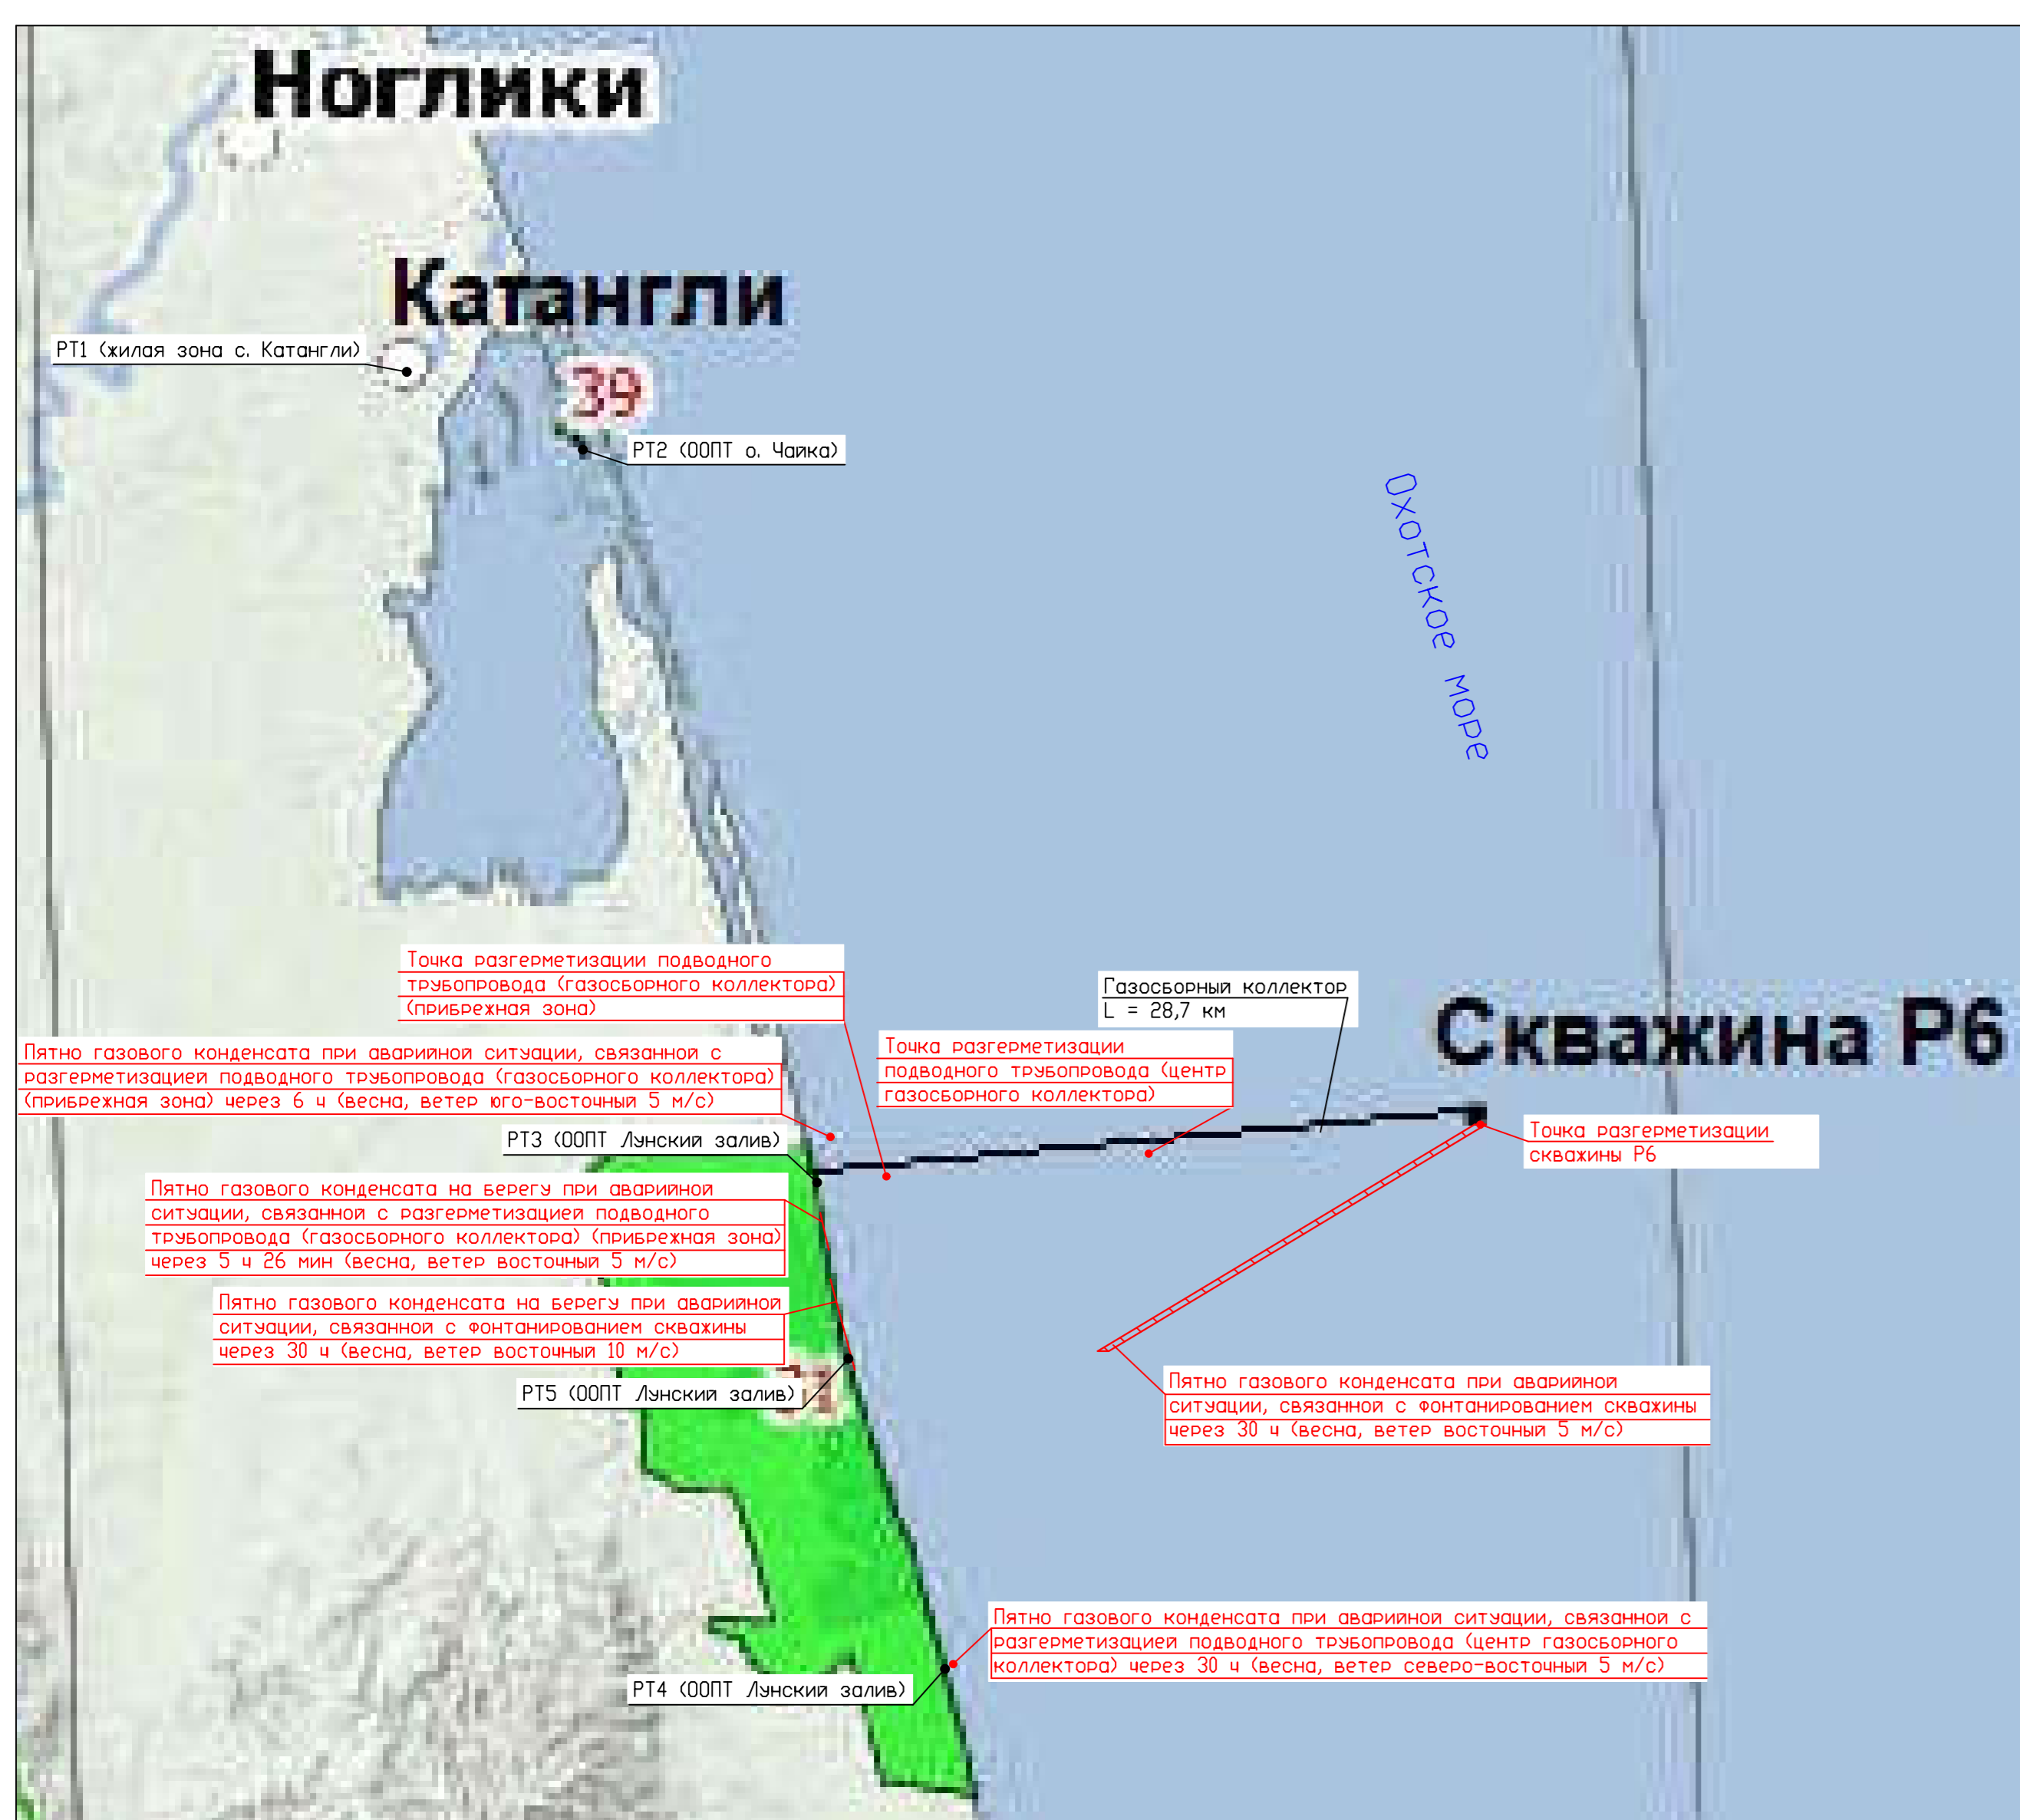 Ноглики
Катангли
РТ1 (жилая зона с. Катангли)
39
РТ2 (ООПТ о. Чайка)
Охотское море
Точка разгерметизации подводного
трубопровода (газосборного коллектора)
(прибрежная зона)
Газосборный коллектор
L = 28,7 км
Скважина Р6
Точка разгерметизации
подводного трубопровода (центр
газосборного коллектора)
Пятно газового конденсата при аварийной ситуации, связанной с
разгерметизацией подводного трубопровода (газосборного коллектора)
(прибрежная зона) через 6 ч (весна, ветер юго-восточный 5 м/с)
РТ3 (ООПТ Лунский залив)
Точка разгерметизации
скважины Р6
Пятно газового конденсата на берегу при аварийной
ситуации, связанной с разгерметизацией подводного
трубопровода (газосборного коллектора) (прибрежная зона)
через 5 ч 26 мин (весна, ветер восточный 5 м/с)
Пятно газового конденсата на берегу при аварийной
ситуации, связанной с фонтанированием скважины
через 30 ч (весна, ветер восточный 10 м/с)
РТ5 (ООПТ Лунский залив)
Пятно газового конденсата при аварийной
ситуации, связанной с фонтанированием скважины
через 30 ч (весна, ветер восточный 5 м/с)
Пятно газового конденсата при аварийной ситуации, связанной с
разгерметизацией подводного трубопровода (центр газосборного
коллектора) через 30 ч (весна, ветер северо-восточный 5 м/с)
РТ4 (ООПТ Лунский залив)